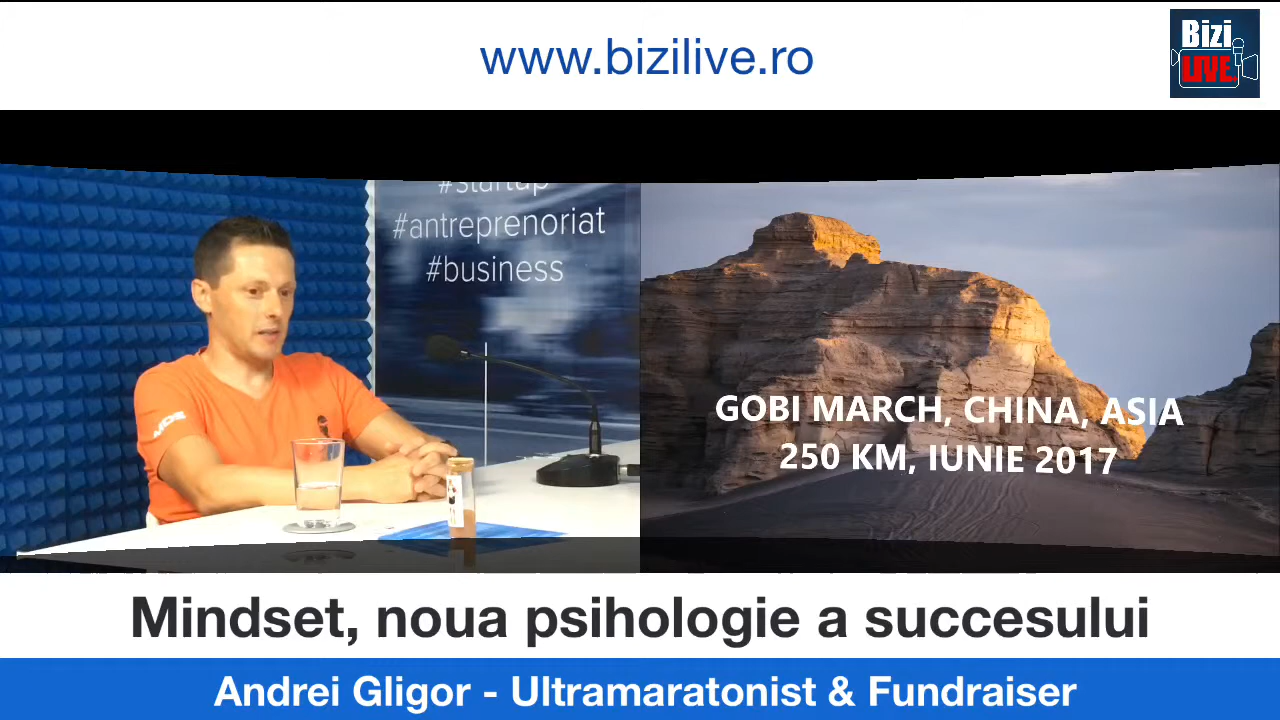 www.bizilive.ro
Bizi
LIVE
#startup
#antreprenoriat
#business
GOBI MARCH, CHINA, ASIA
250 KM, IUNIE 2017
Mindset, noua psihologie a succesului
Andrei Gligor - Ultramaratonist & Fundraiser